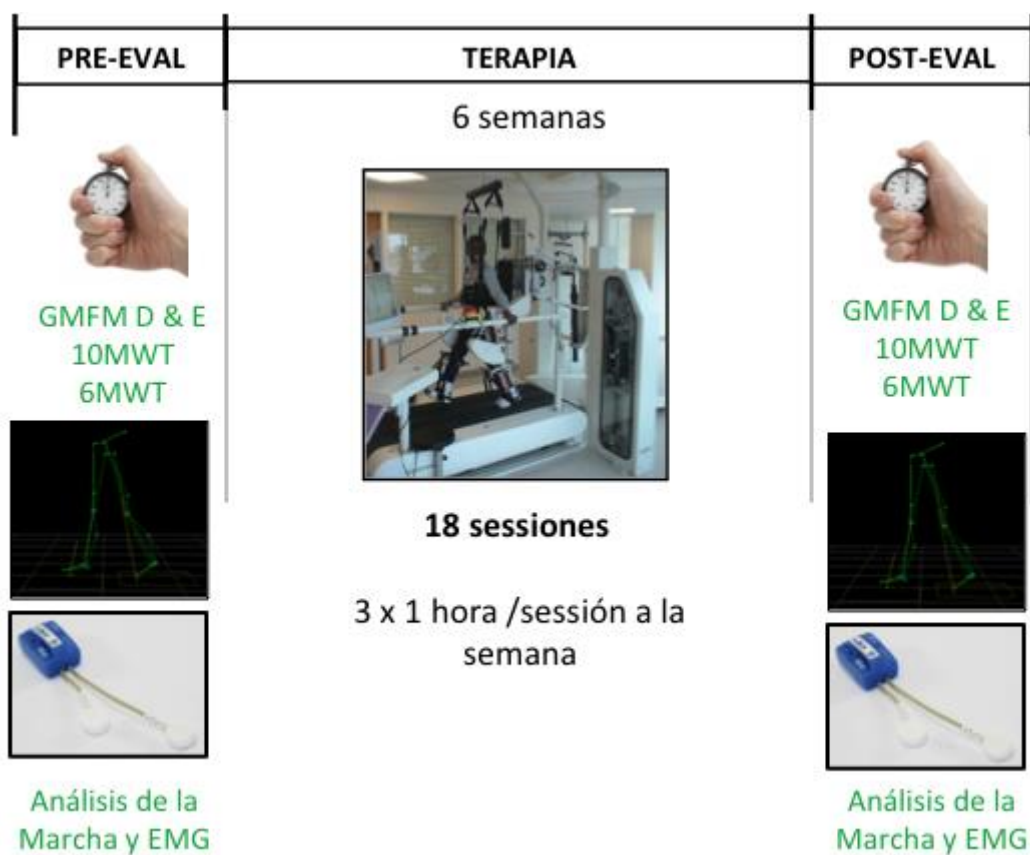 PRE-EVAL
TERAPIA
POST-EVAL
6 semanas
GMFM D & E
10MWT
6MWT
GMFM D & E
10MWT
6MWT
18 sessiones
3 x 1 hora /sessión a la
semana
Análisis de la
Marcha y EMG
Análisis de la
Marcha y EMG